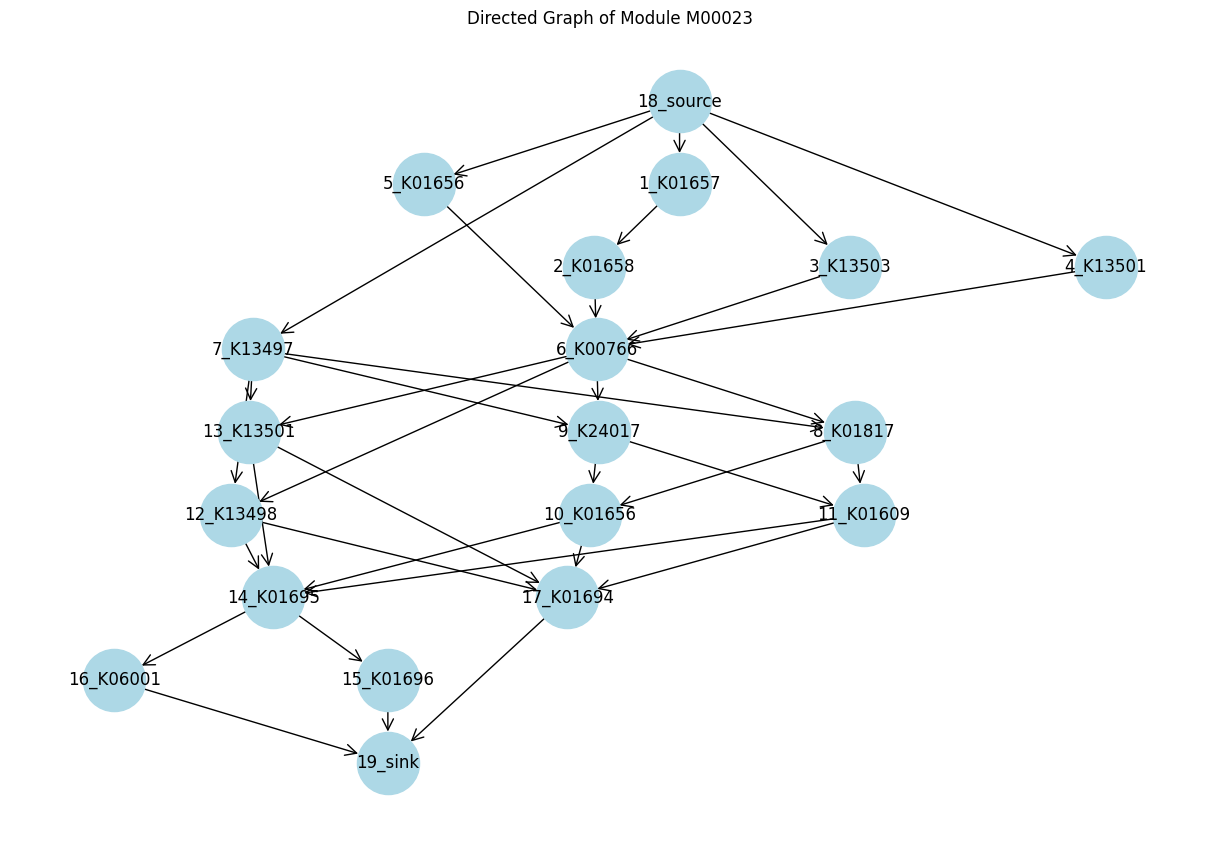 Directed Graph of Module M00023
18_source
5_K01656
1_K01657
2_K01658
3_K13503
4_K13501
7_K13497
6_K00766
13_K13501
9_K24017
8_K01817
12_K13498
10_K01656
11_K01609
14_K01695
17_K01694
16_K06001
15_K01696
19_sink